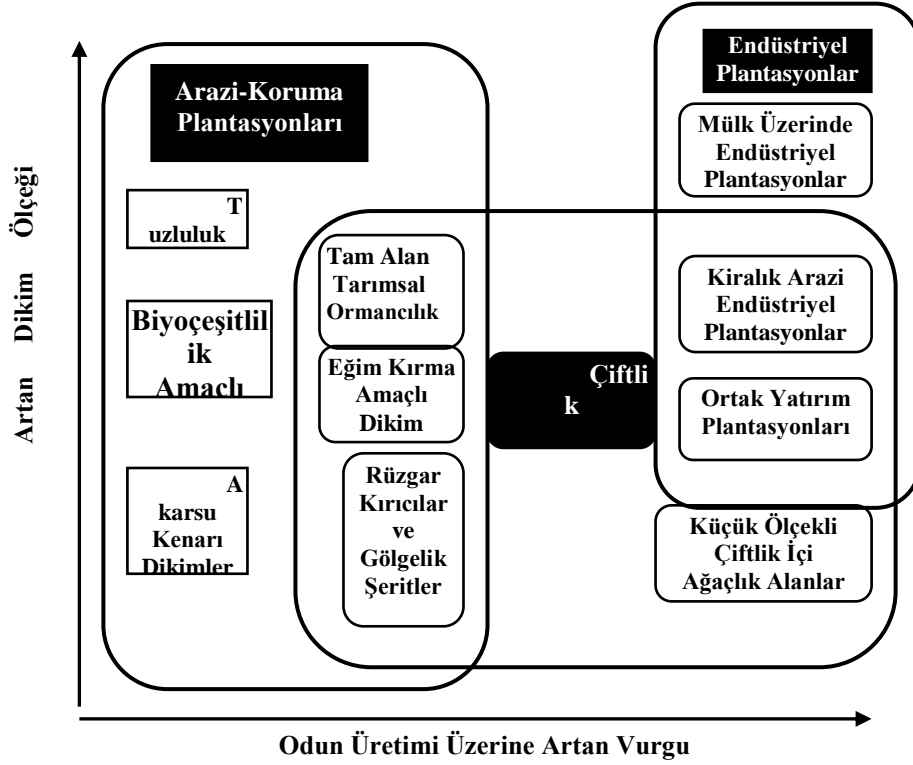 Endüstriyel
Plantasyonlar
Arazi-Koruma
Plantasyonları
Mülk Üzerinde
Endüstriyel
Plantasyonlar
T
uzluluk
Tam Alan
Tarımsal
Ormancılık
Kiralık Arazi
Endüstriyel
Plantasyonlar
Biyoçeşitlil
ik
Amaçlı
Eğim Kırma
Amaçlı
Dikim
Çiftli
k
Ortak Yatırım
Plantasyonları
A
karsu
Kenarı
Dikimler
Rüzgar
Kırıcılar
ve
Gölgelik
Şeritler
Küçük Ölçekli
Çiftlik İçi
Ağaçlık Alanlar
Artan Dikim Ölçeği
Odun Üretimi Üzerine Artan Vurgu